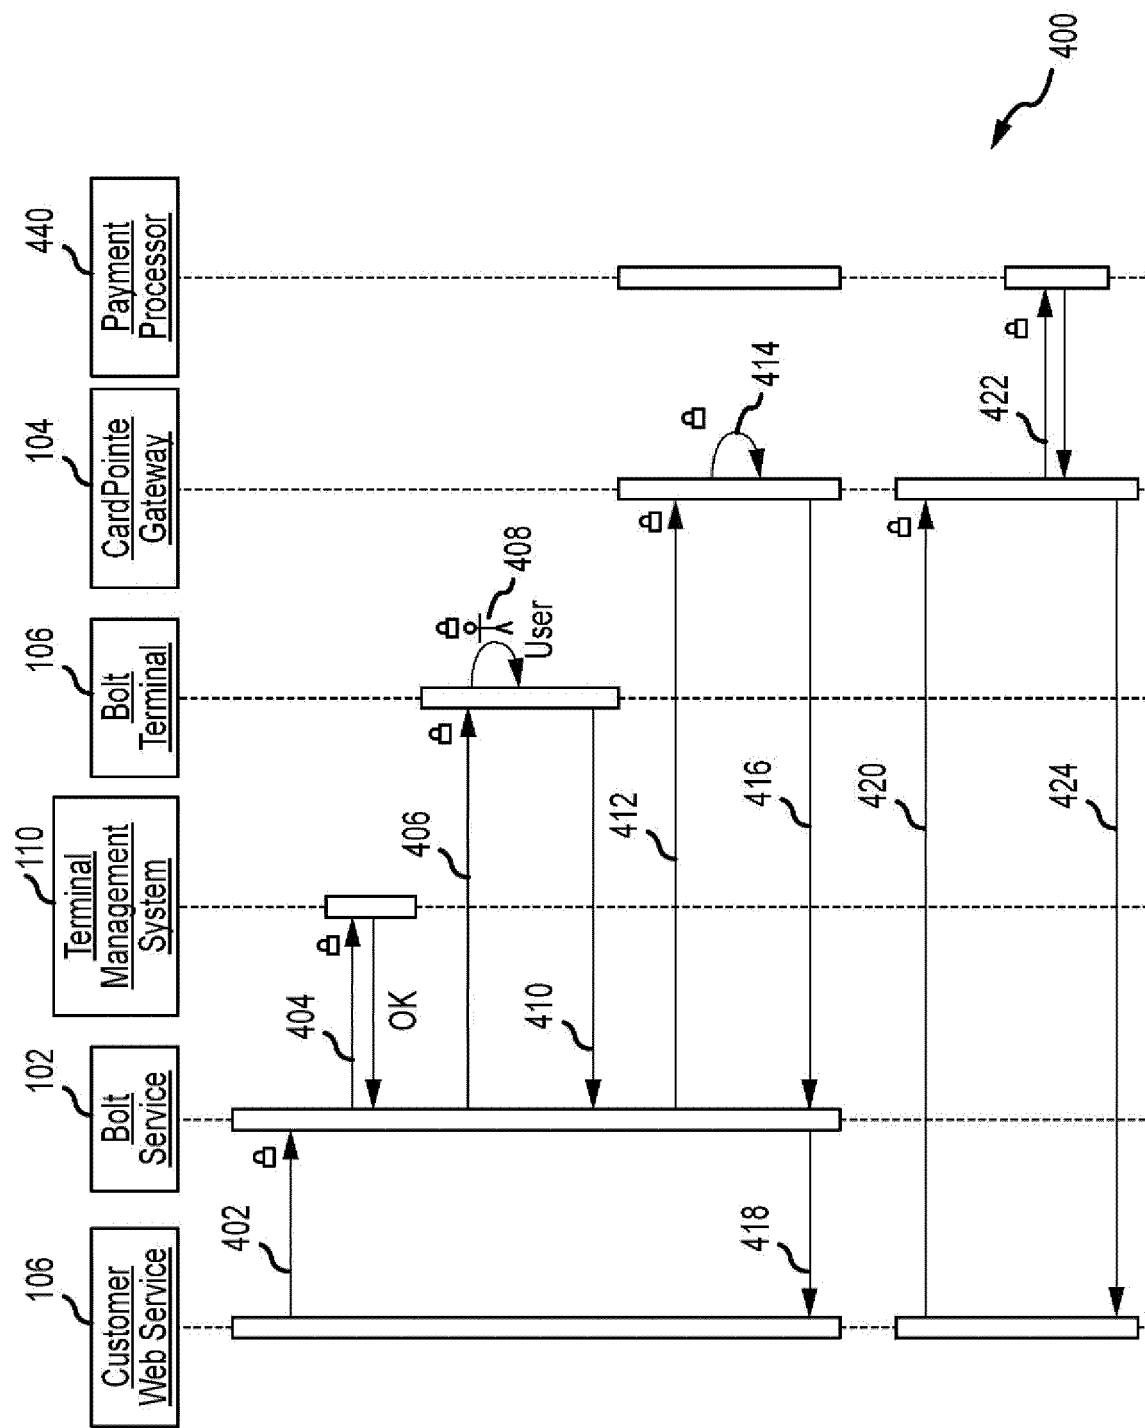 106
Customer
Web Service
102
Bolt
Service
110
Terminal
Management
System
106
Bolt
Terminal
104
CardPointe
Gateway
440
Payment
Processor
400
402
404
OK
406
408
User
410
412
414
416
418
420
422
424